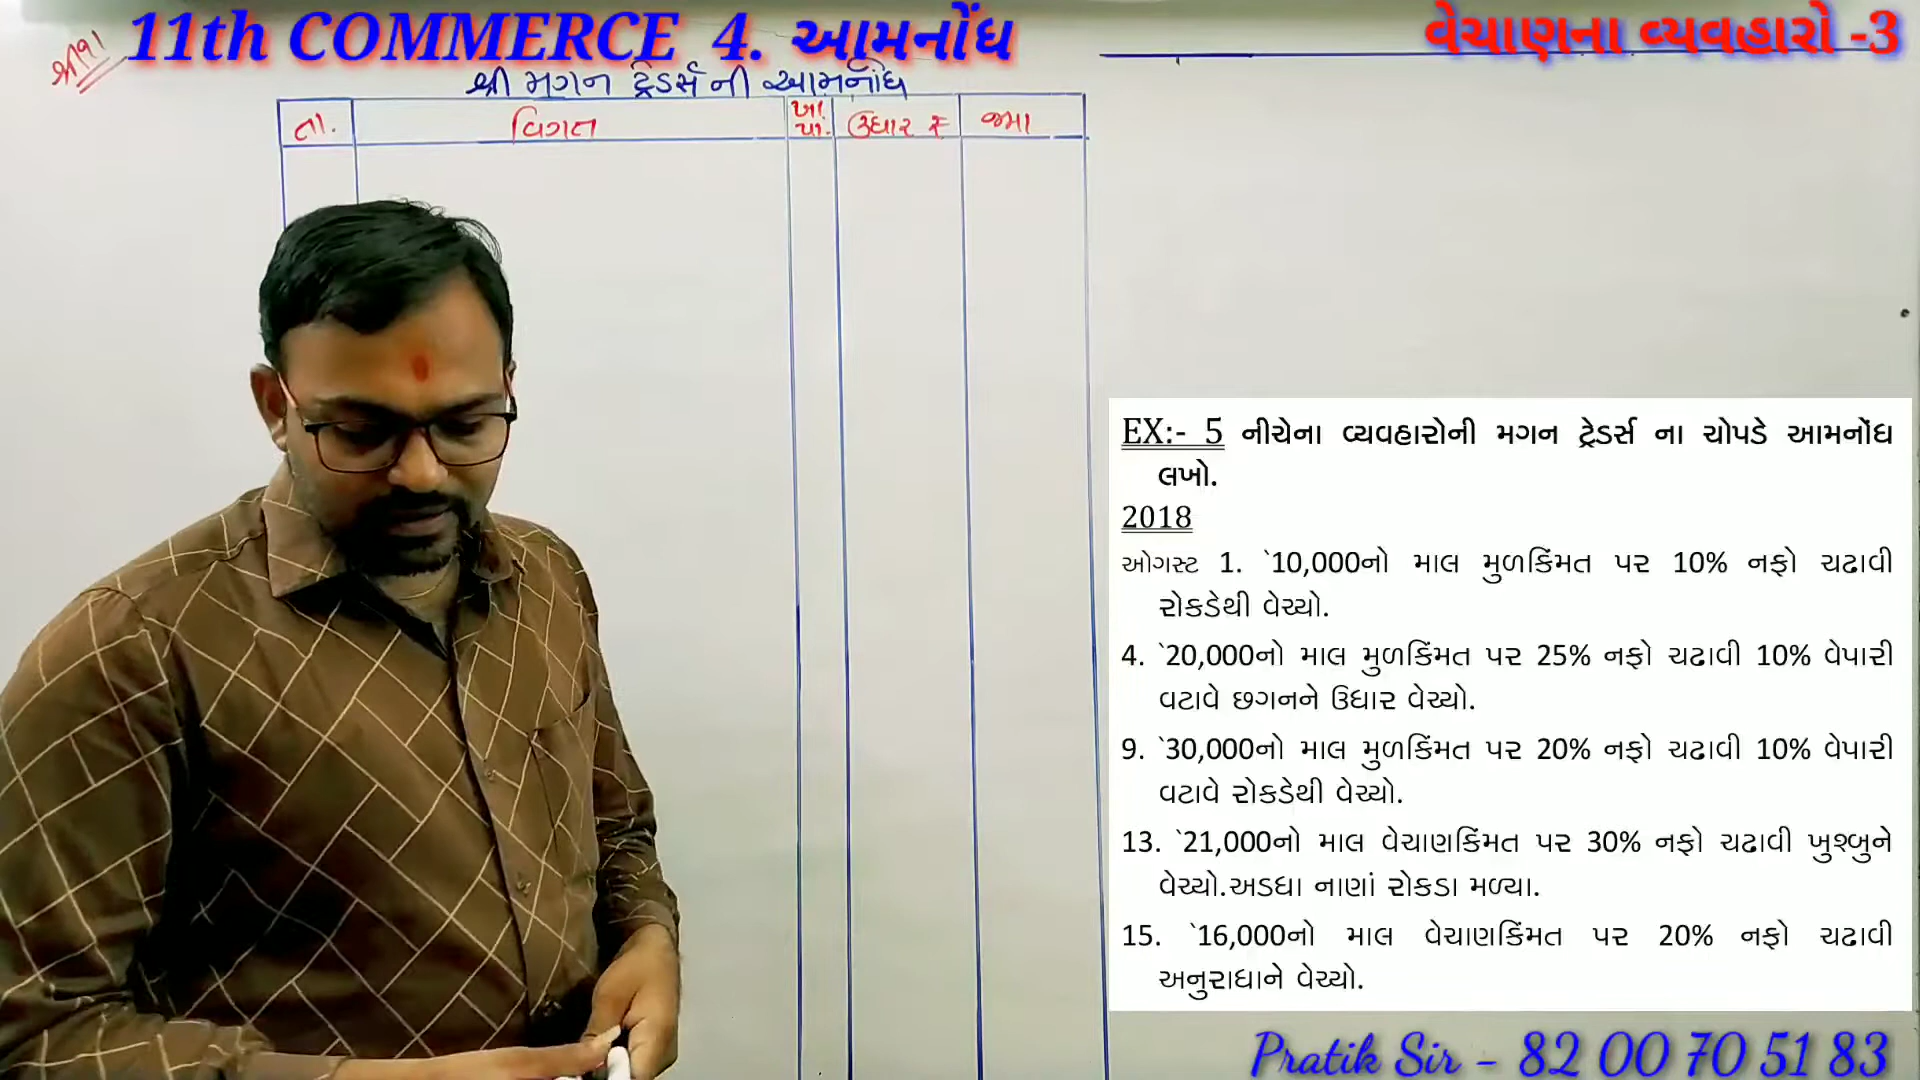 11th COMMERCE 4. આમનોંધ
વેચાણના વ્યવહારો -3
શ્રી ૧ા
શ્રી મગન ટ્રેડર્સ ની આમનોંધ
તા.
વિગત
ખા.
પા.
ઉધાર ₹
જમા
EX:- 5 નીચેના વ્યવહારોની મગન ટ્રેડર્સ ના ચોપડે આમનોંધ
લખો.
2018
ઓગસ્ટ 1. `10,000નો માલ મુળકિંમત પર 10% નફો ચઢાવી
રોકડેથી વેચ્યો.
4. `20,000નો માલ મુળકિંમત પર 25% નફો ચઢાવી 10% વેપારી
વટાવે છગનને ઉધાર વેચ્યો.
9. `30,000નો માલ મુળકિંમત પર 20% નફો ચઢાવી 10% વેપારી
વટાવે રોકડેથી વેચ્યો.
13. `21,000નો માલ વેચાણકિંમત પર 30% નફો ચઢાવી ખુશ્બુને
વેચ્યો.અડધા નાણાં રોકડા મળ્યા.
15. `16,000નો માલ વેચાણકિંમત પર 20% નફો ચઢાવી
અનુરાધાને વેચ્યો.
Pratik Sir - 82 00 70 51 83